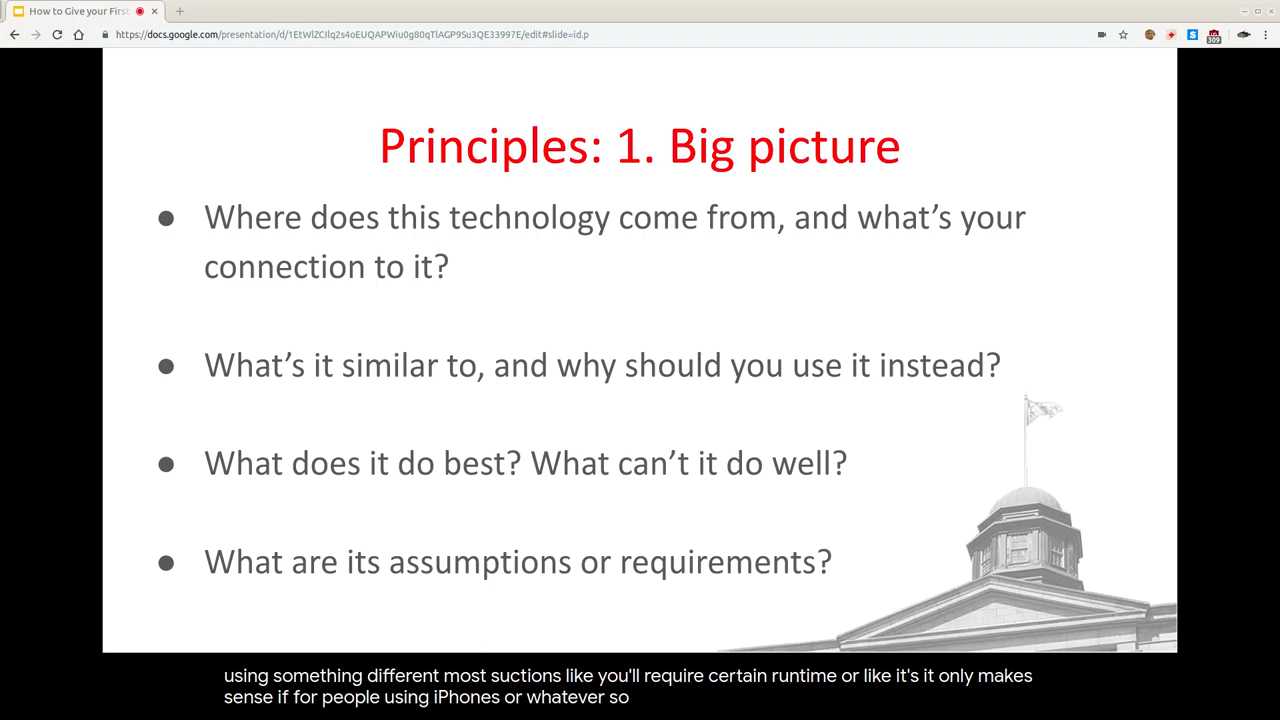 How to Give your Firs
https://docs.google.com/presentation/d/1EtWlZCIlq2s4oEUQAPWiu0g80qTlAGP9Su3QE33997E/edit#slide=id.p
309
Principles: 1. Big picture
● Where does this technology come from, and what's your
connection to it?
● What's it similar to, and why should you use it instead?
● What does it do best? What can't it do well?
● What are its assumptions or requirements?
using something different most suctions like you'll require certain runtime or like it's it only makes
sense if for people using iPhones or whatever so